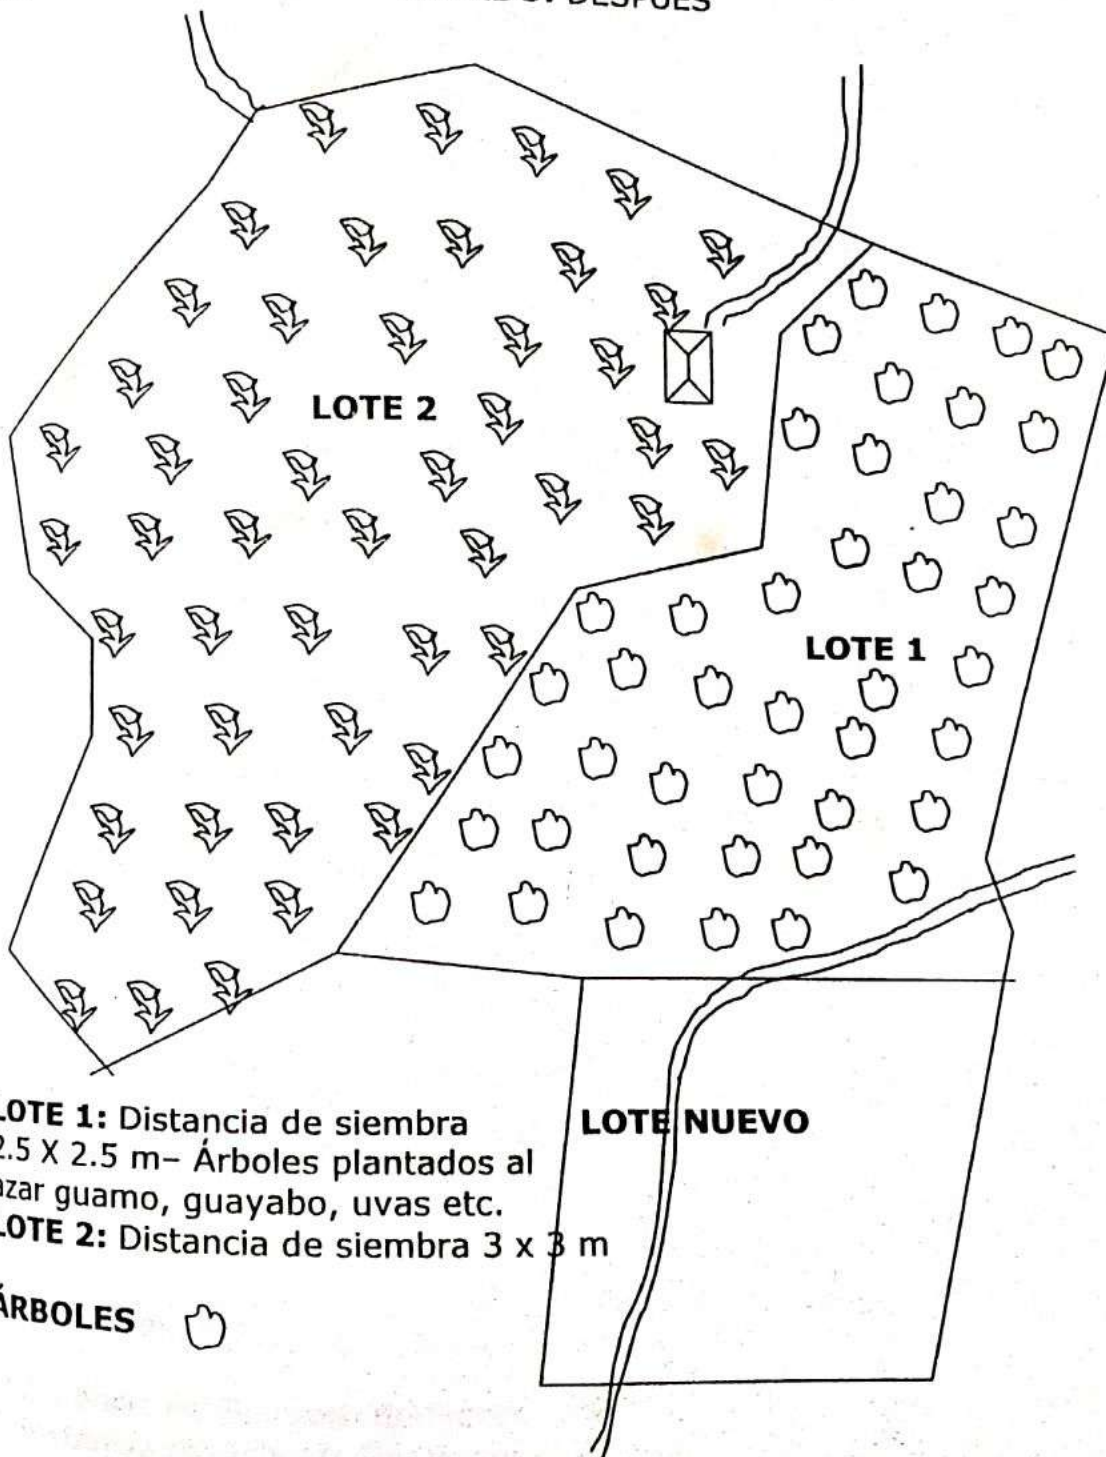 DESPUÉS
LOTE 2
LOTE 1
LOTE NUEVO
LOTE 1: Distancia de siembra
2.5 X 2.5 m– Árboles plantados al
azar guamo, guayabo, uvas etc.
LOTE 2: Distancia de siembra 3 x 3 m
ÁRBOLES